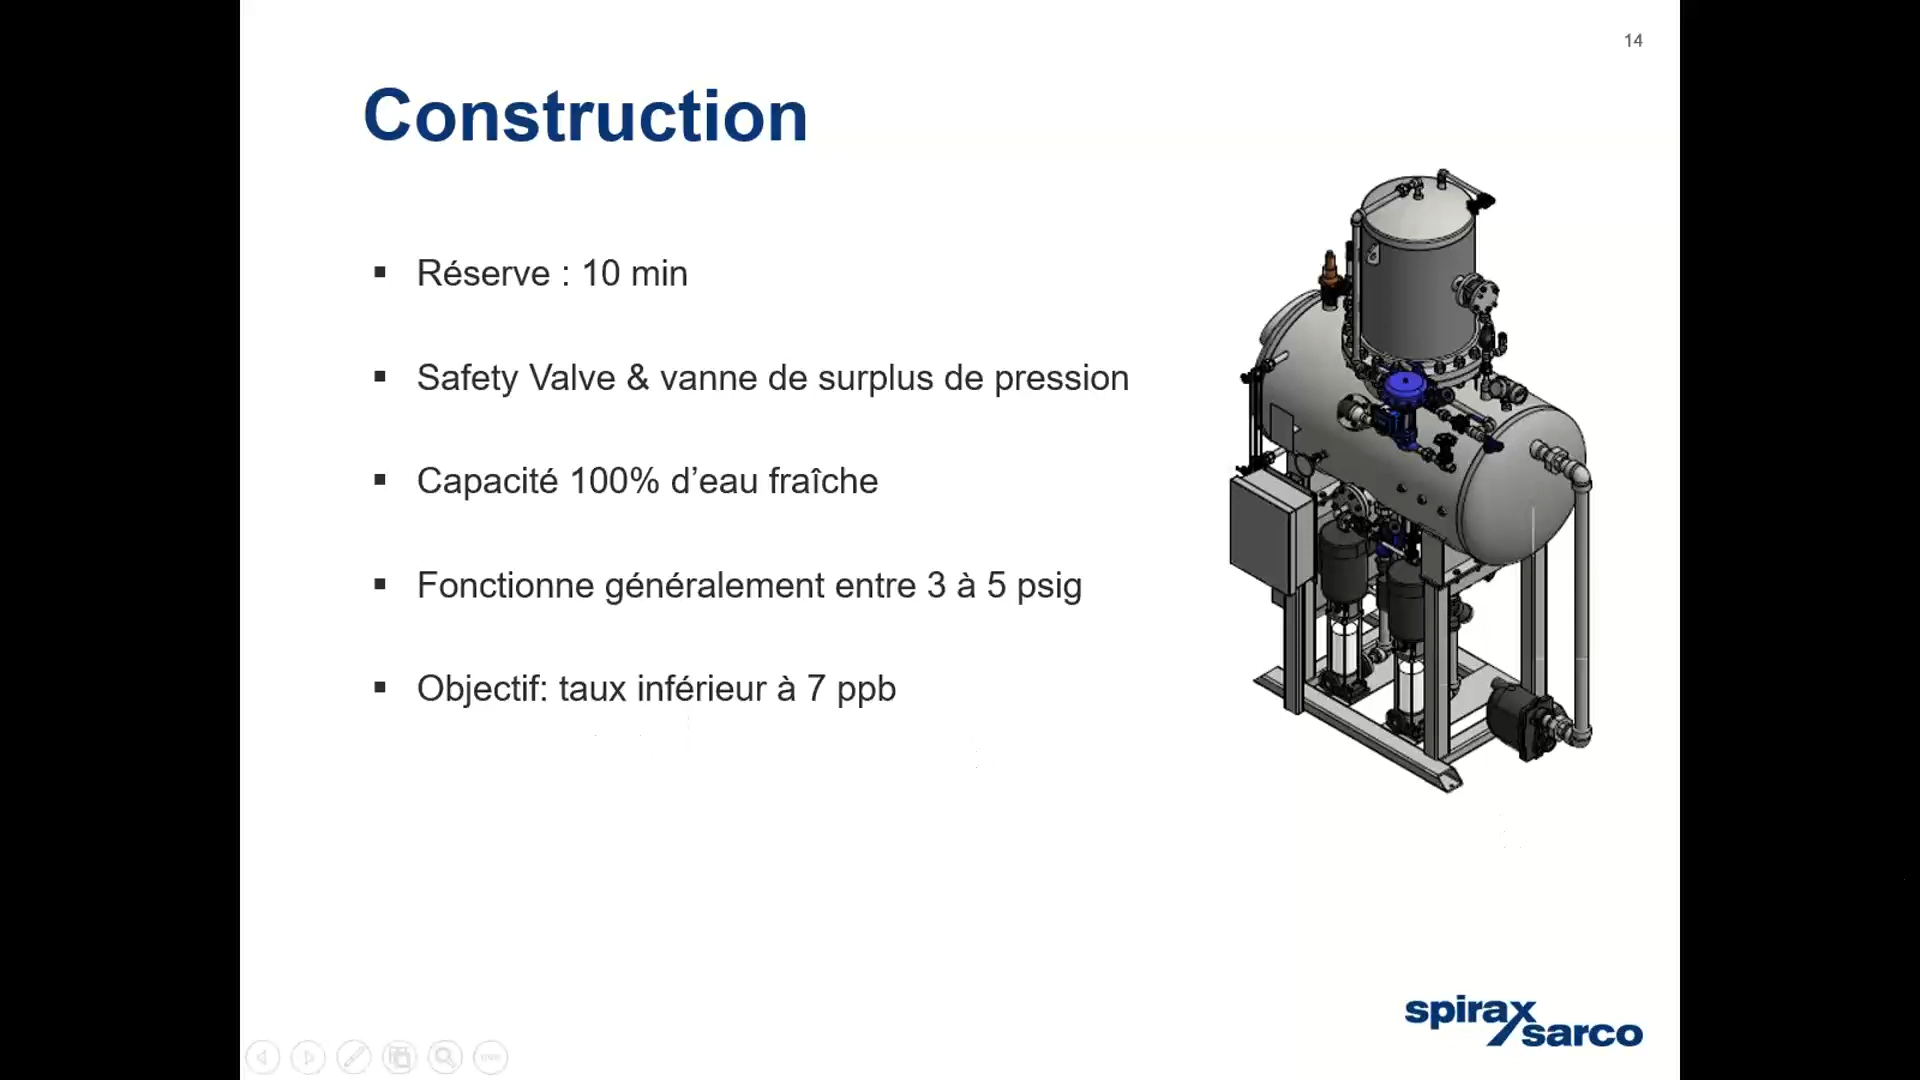 14
Construction
▪ Réserve : 10 min
▪ Safety Valve & vanne de surplus de pression
▪ Capacité 100% d’eau fraîche
▪ Fonctionne généralement entre 3 à 5 psig
▪ Objectif: taux inférieur à 7 ppb
spirax
sarco